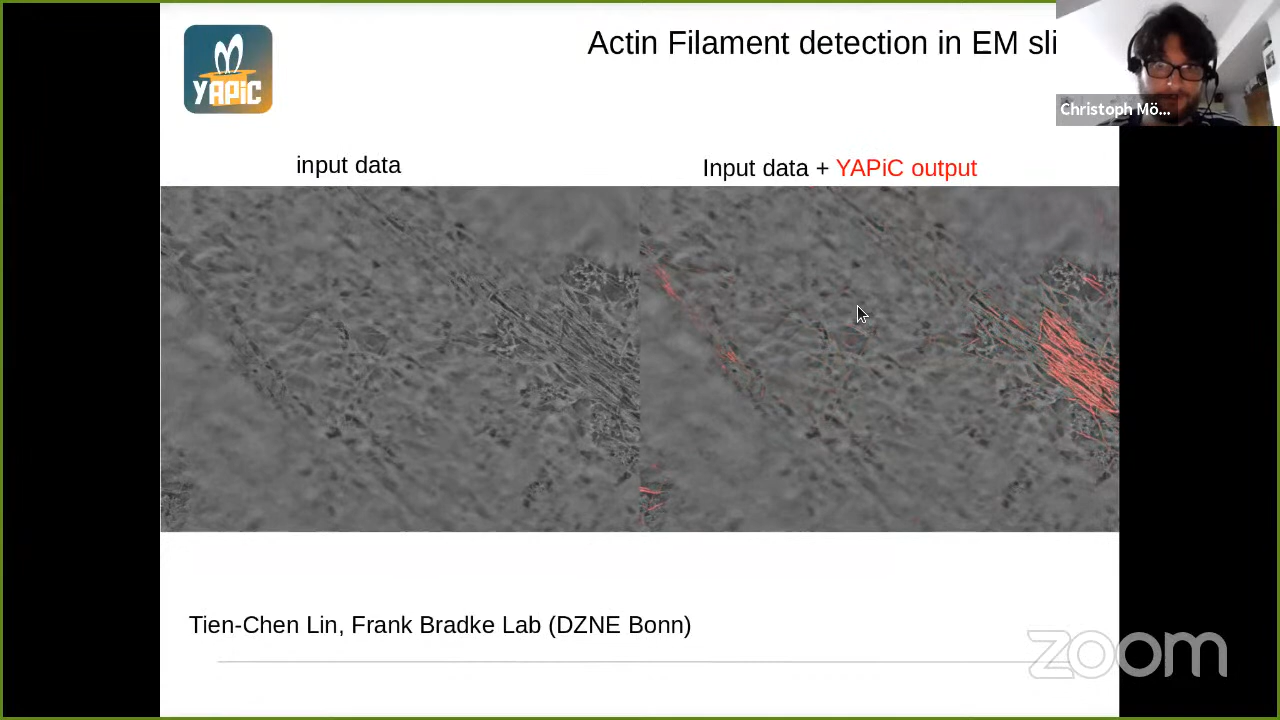 YAPiC
Actin Filament detection in EM sli
Christoph Mö...
input data
Input data + YAPiC output
Tien-Chen Lin, Frank Bradke Lab (DZNE Bonn)
zoom